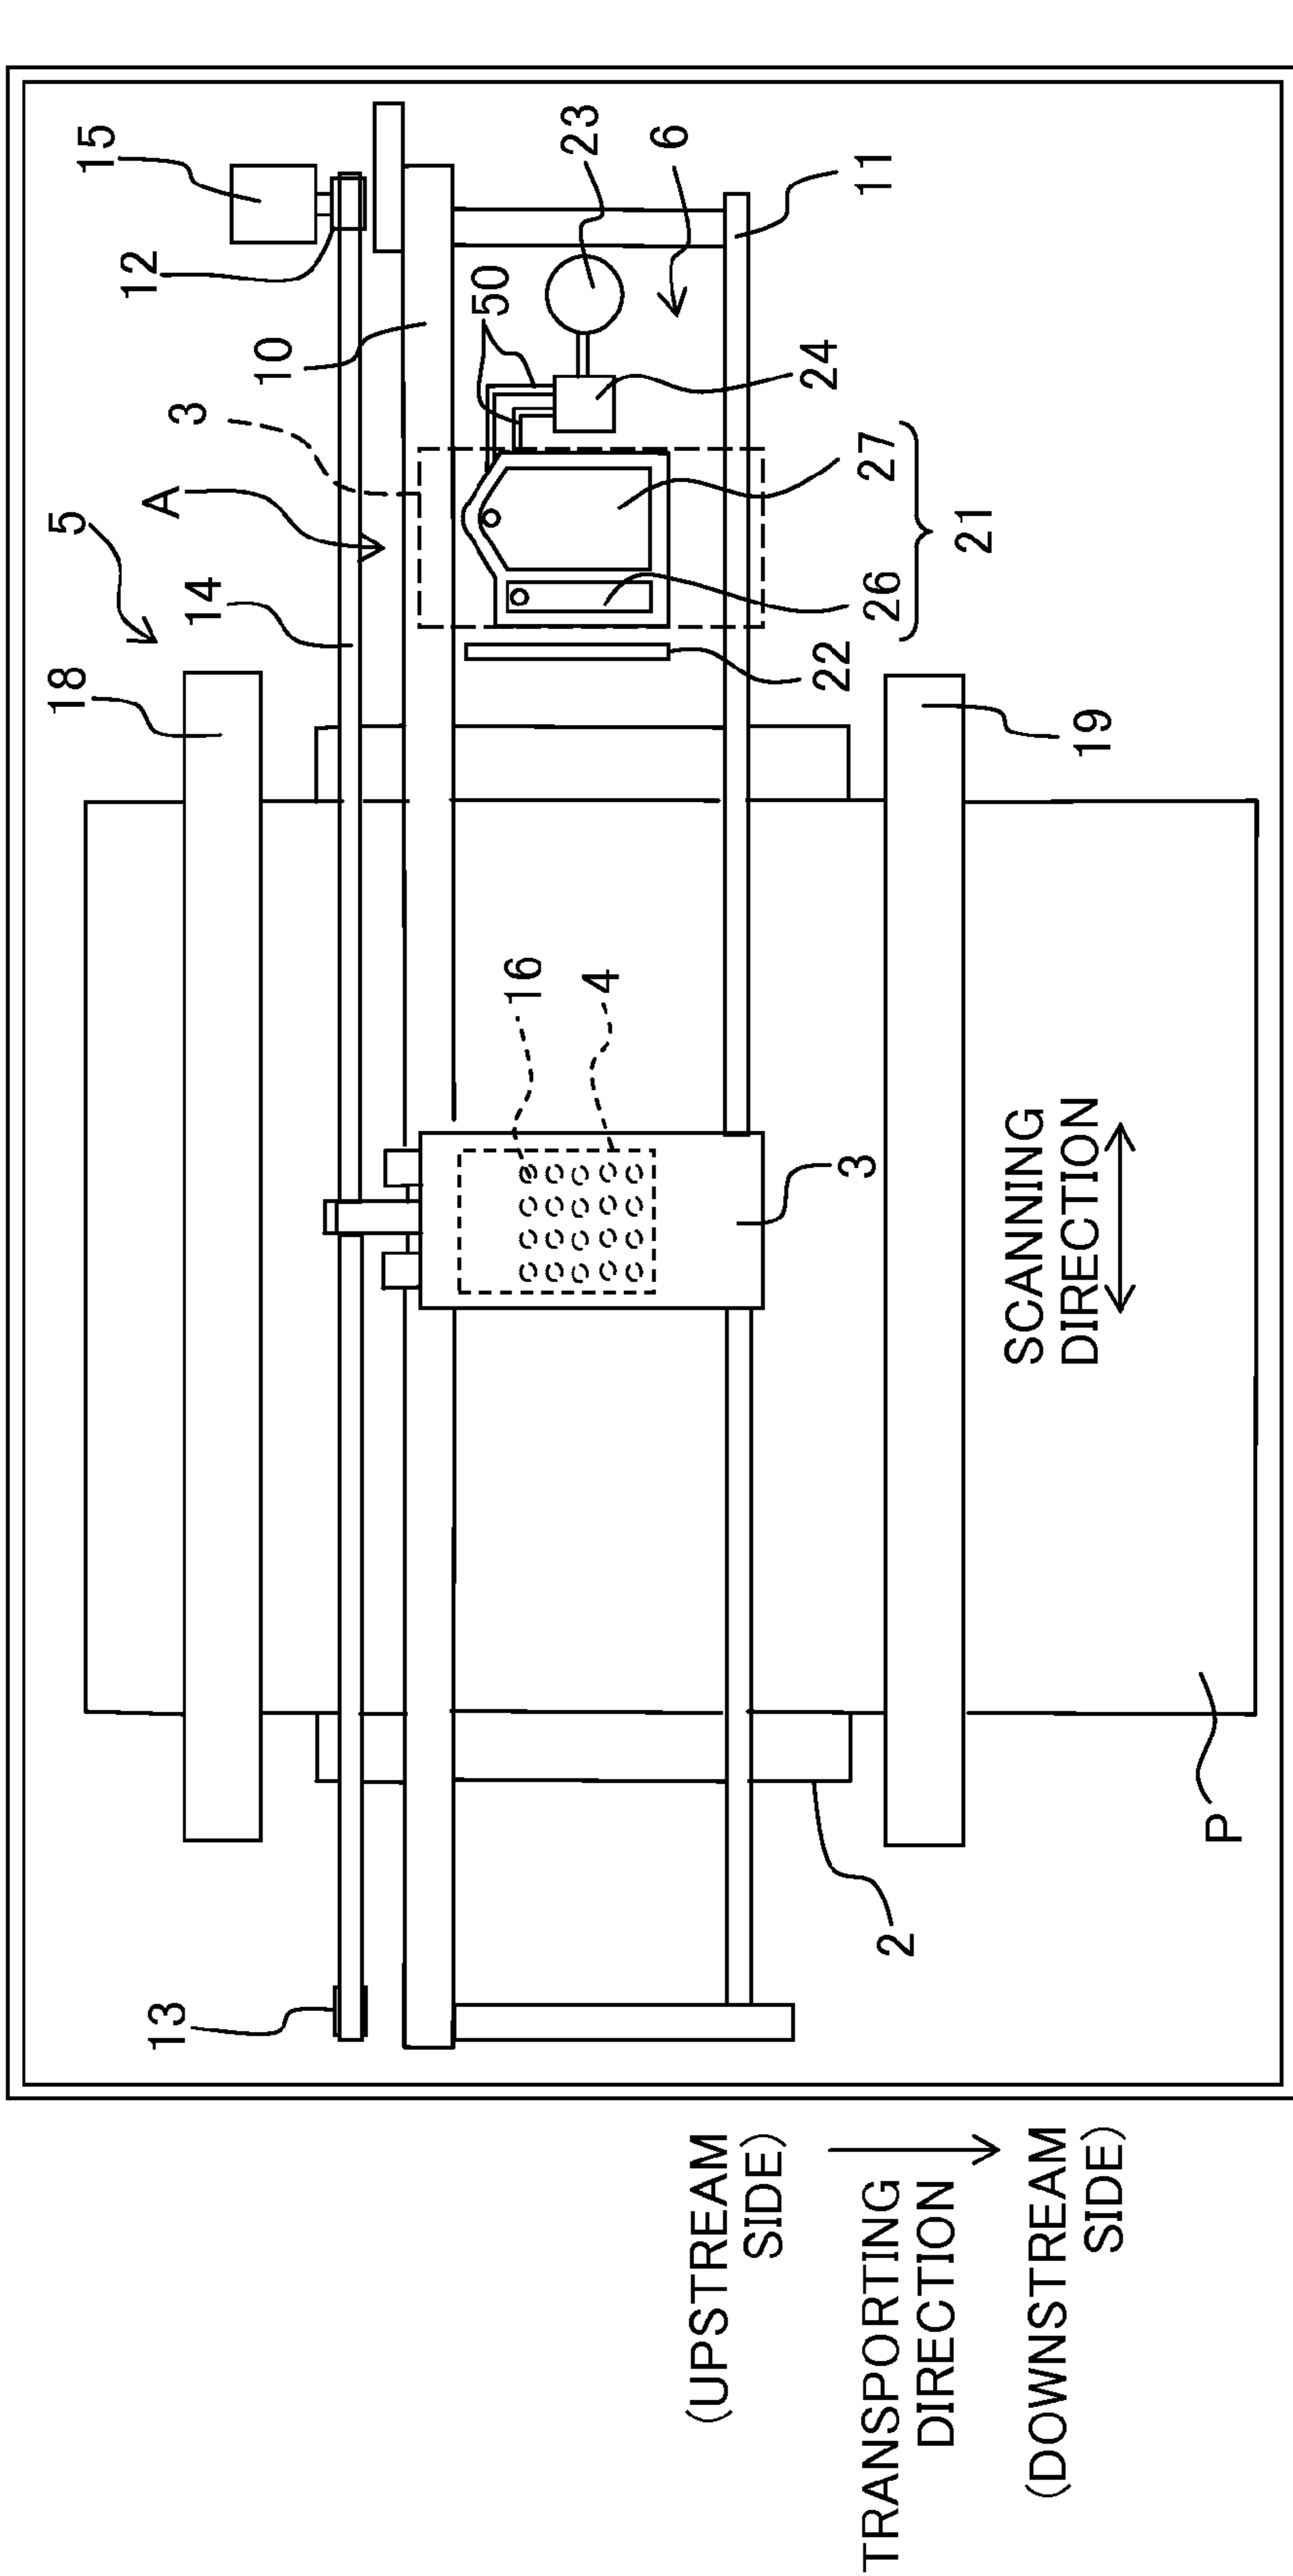 18
5
15
12
13
A
3
14
10
50
16
4
23
6
(UPSTREAM
SIDE)
TRANSPORTING
DIRECTION
(DOWNSTREAM
SIDE)
24
22
3
26
27
11
2
21
SCANNING
DIRECTION
19
P